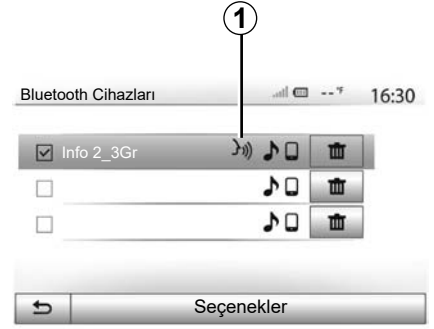 1
Bluetooth Cihazları --°F 16:30
Info 2_3Gr
Seçenekler